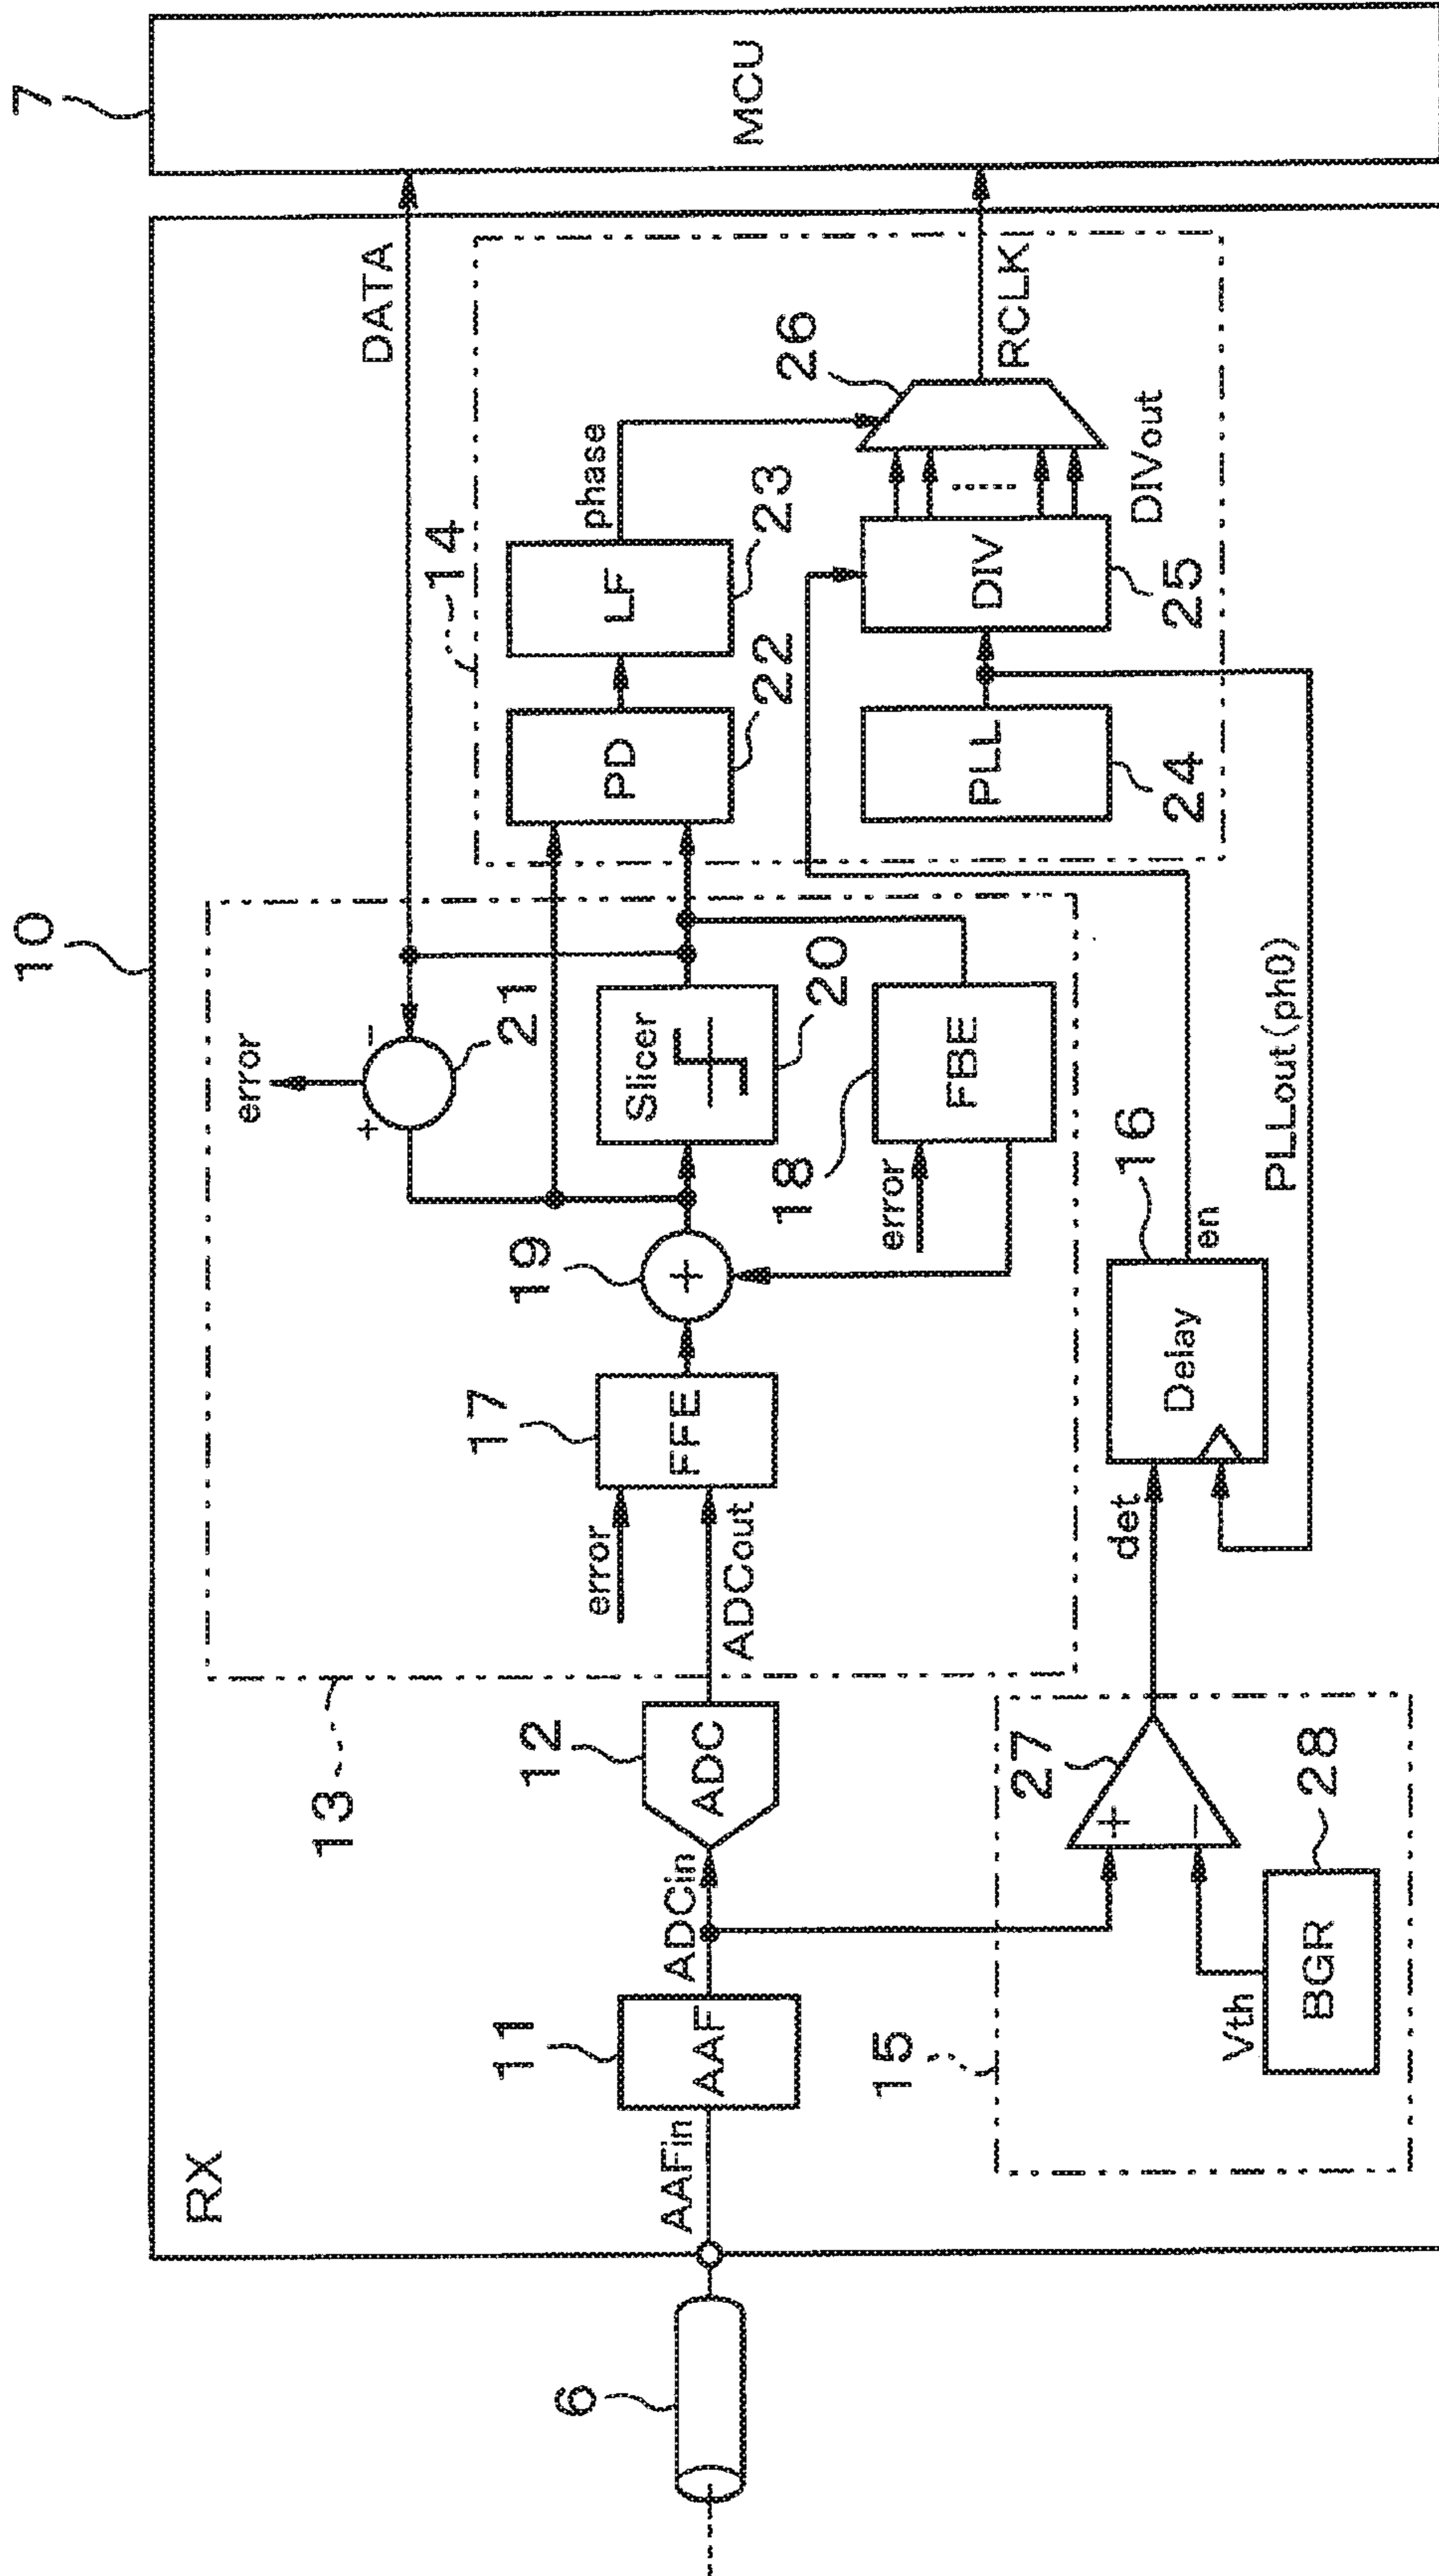 10
7
RX
MCU
DATA
error
+
−
21
14
13
6
AAFin
11
AAF
ADCin
12
ADC
ADCout
error
17
FFE
19
+
Slicer
20
18
error
FBE
PD
22
LF
23
phase
26
RCLK
PLL
24
DIV
25
DIVout
15
Vth
BGR
28
27
+
−
det
Delay
16
en
PLLout(ph0)